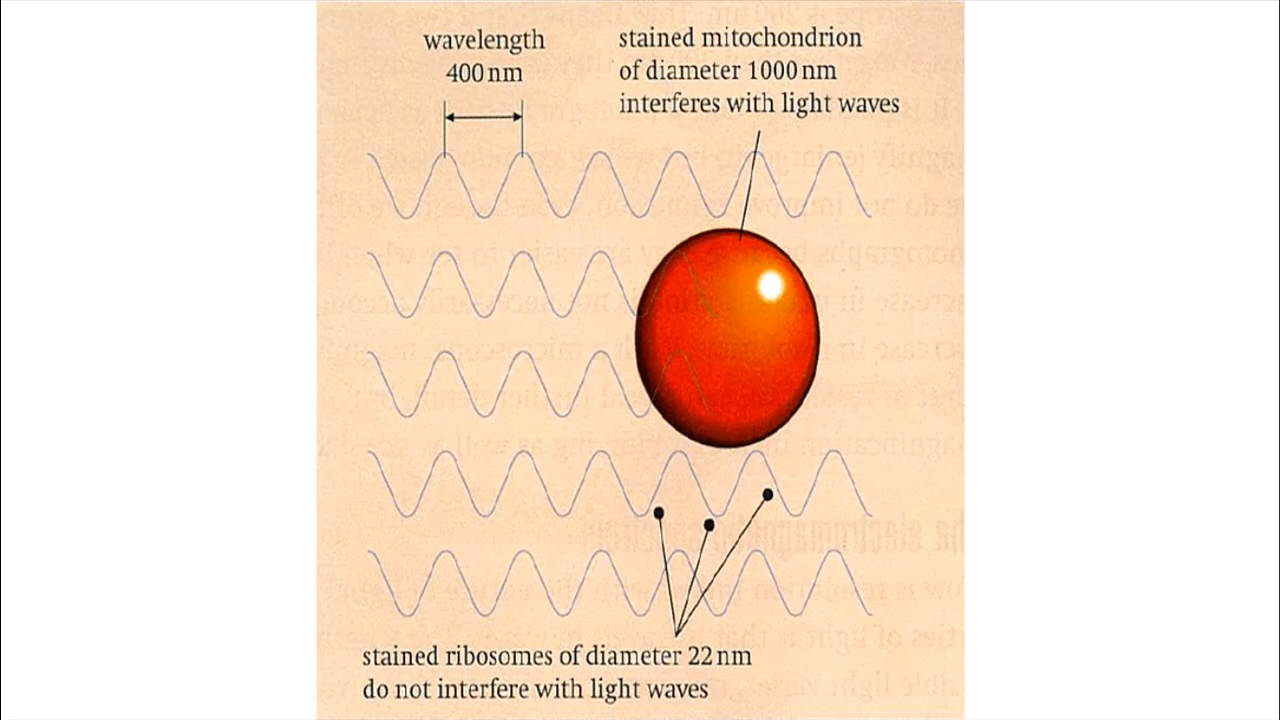 wavelength
400 nm
stained mitochondrion
of diameter 1000 nm
interferes with light waves
stained ribosomes of diameter 22 nm
do not interfere with light waves